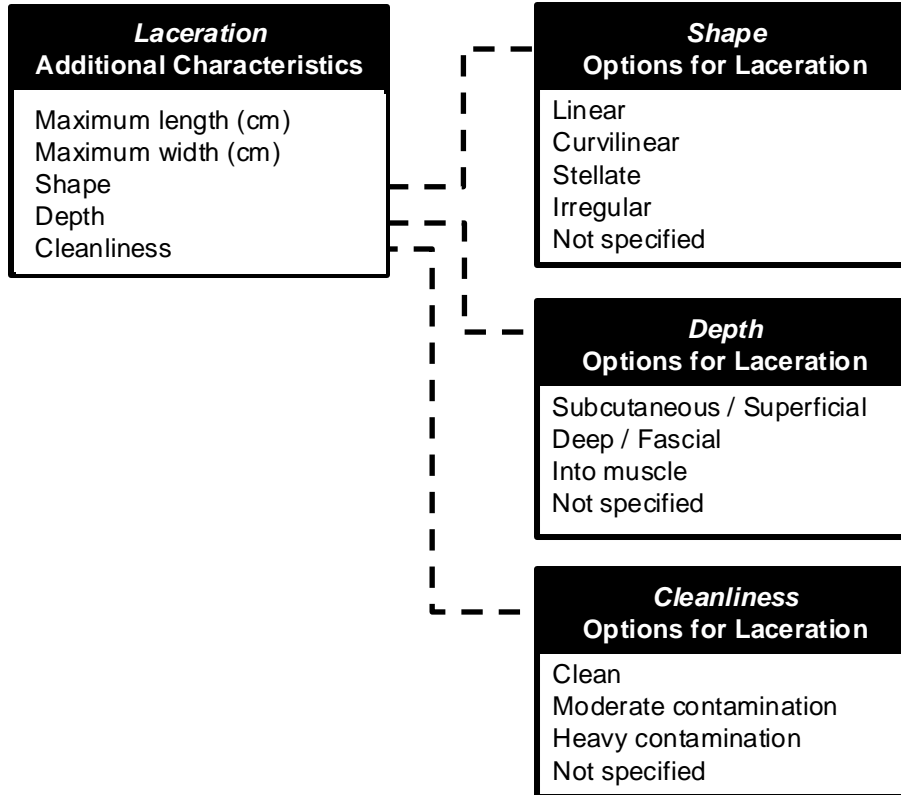 Laceration
Additional Characteristics
Maximum length (cm)
Maximum width (cm)
Shape
Depth
Cleanliness
Shape
Options for Laceration
Linear
Curvilinear
Stellate
Irregular
Not specified
Depth
Options for Laceration
Subcutaneous / Superficial
Deep / Fascial
Into muscle
Not specified
Cleanliness
Options for Laceration
Clean
Moderate contamination
Heavy contamination
Not specified